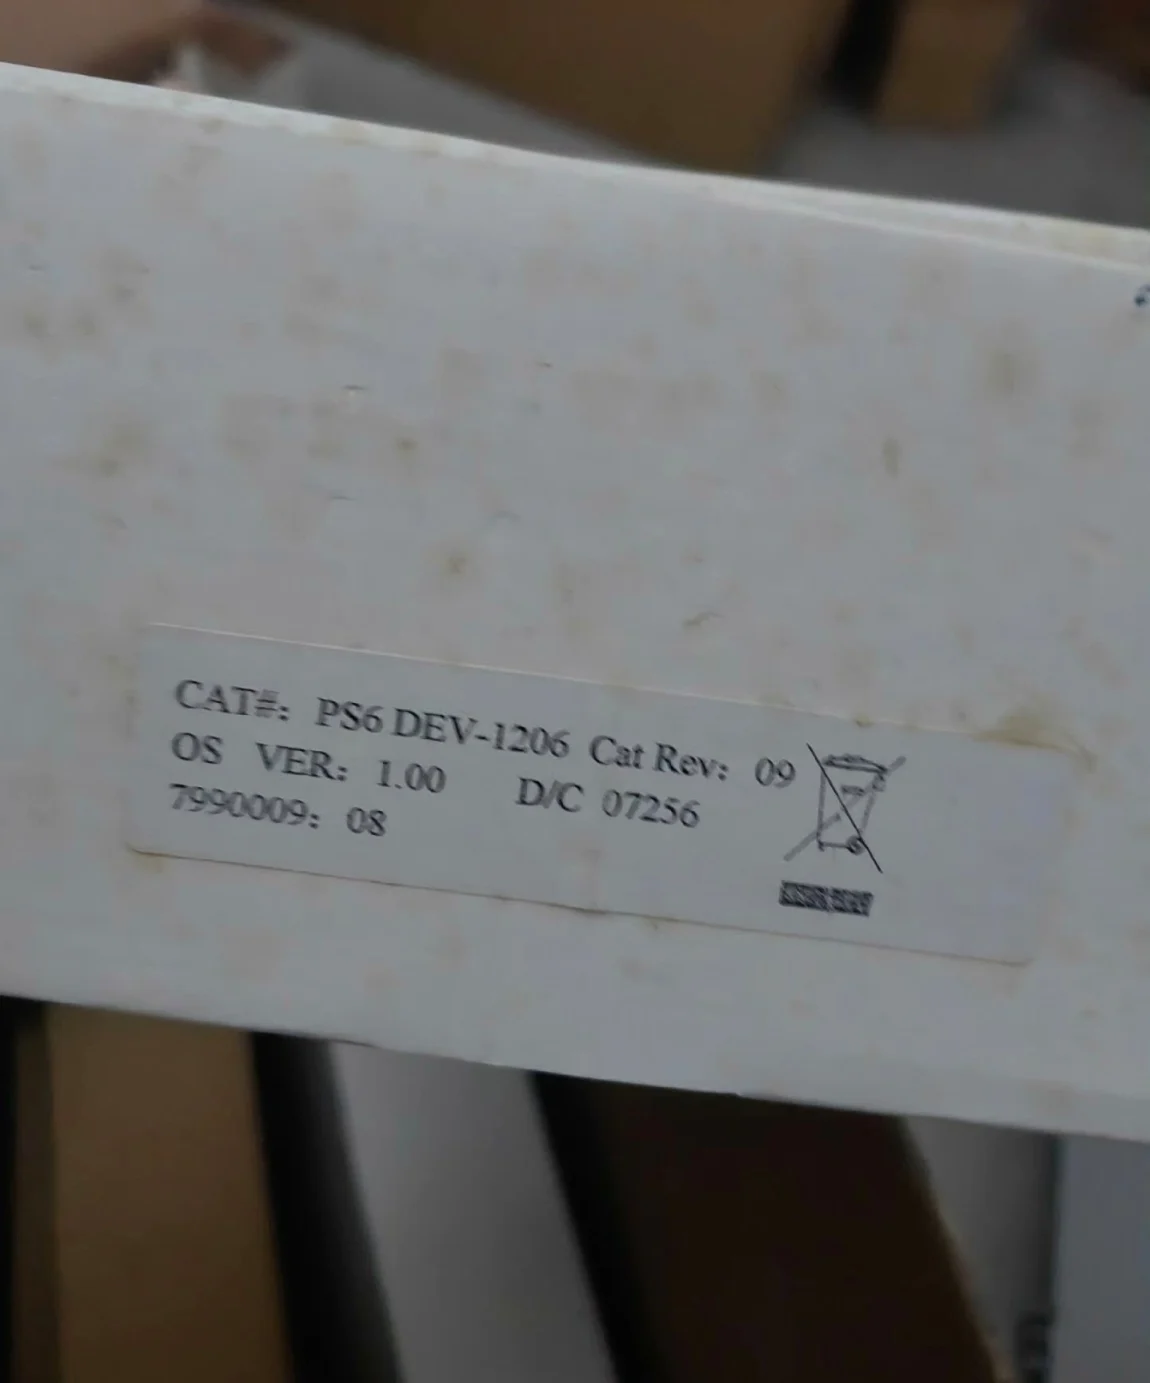 CAT#: PS6 DEV-1206 Cat Rev: 09
OS VER: 1.00 D/C 07256
7990009: 08